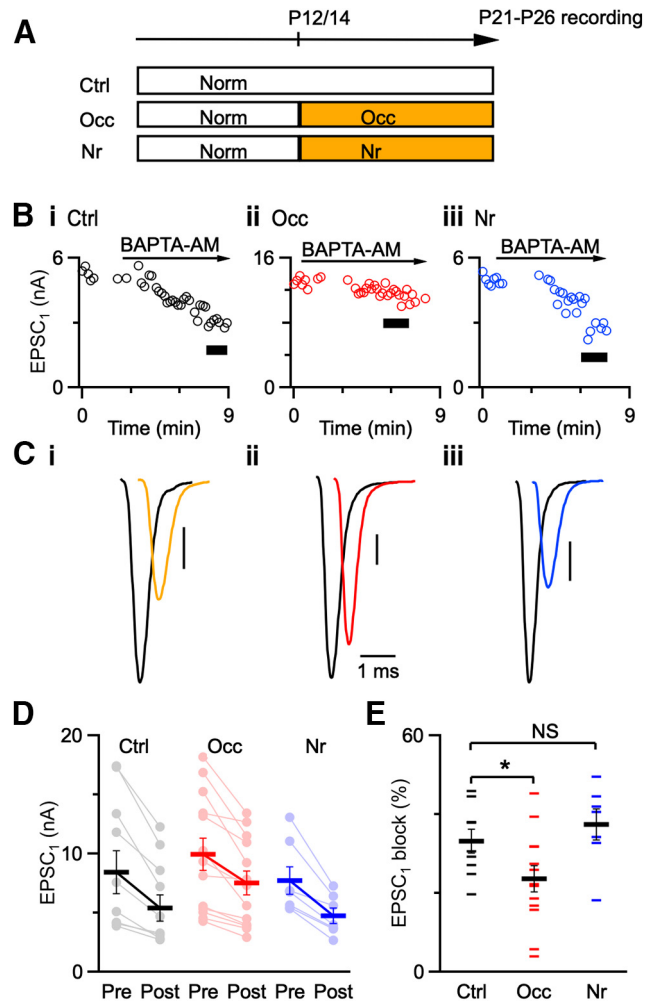 A
P12/14
P21-P26 recording
Ctrl
Norm
Occ
Norm
Occ
Nr
Norm
Nr
B i Ctrl ii Occ iii Nr
BAPTA-AM BAPTA-AM BAPTA-AM
EPSC1 (nA)
6 16 6
0 0 0
0 9 0 9 0 9
Time (min) Time (min) Time (min)
C i ii iii
1 ms
D
EPSC1 (nA)
20
10
0
Ctrl Occ Nr
Pre Post Pre Post Pre Post
E
EPSC1 block (%)
60
0
NS
*
Ctrl Occ Nr